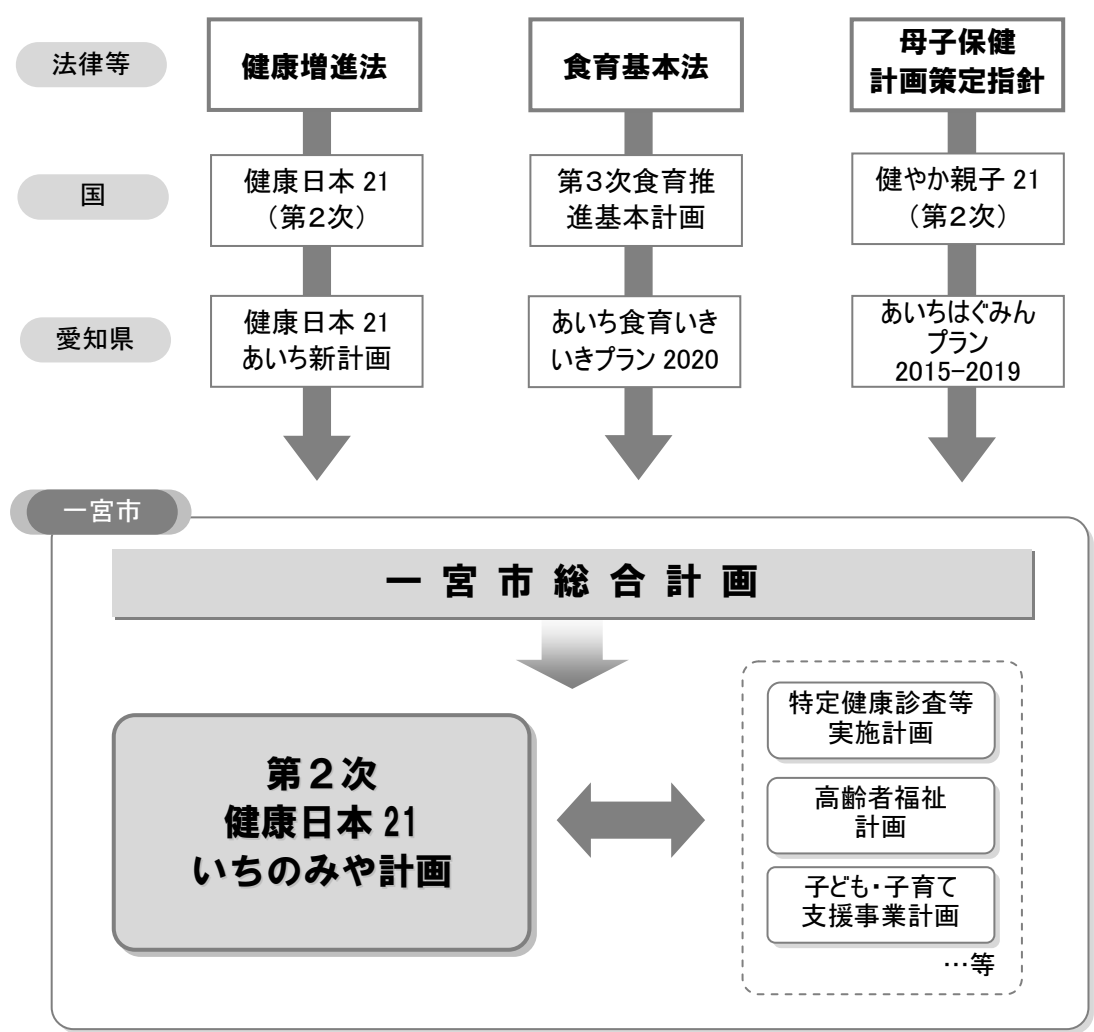 法律等
健康増進法
食育基本法
母子保健
計画策定指針
国
健康日本 21
（第２次）
第３次食育推
進基本計画
健やか親子 21
（第２次）
愛知県
健康日本 21
あいち新計画
あいち食育いき
いきプラン 2020
あいちはぐみん
プラン
2015-2019
一宮市
一宮市総合計画
第２次
健康日本 21
いちのみや計画
特定健康診査等
実施計画
高齢者福祉
計画
子ども・子育て
支援事業計画
…等